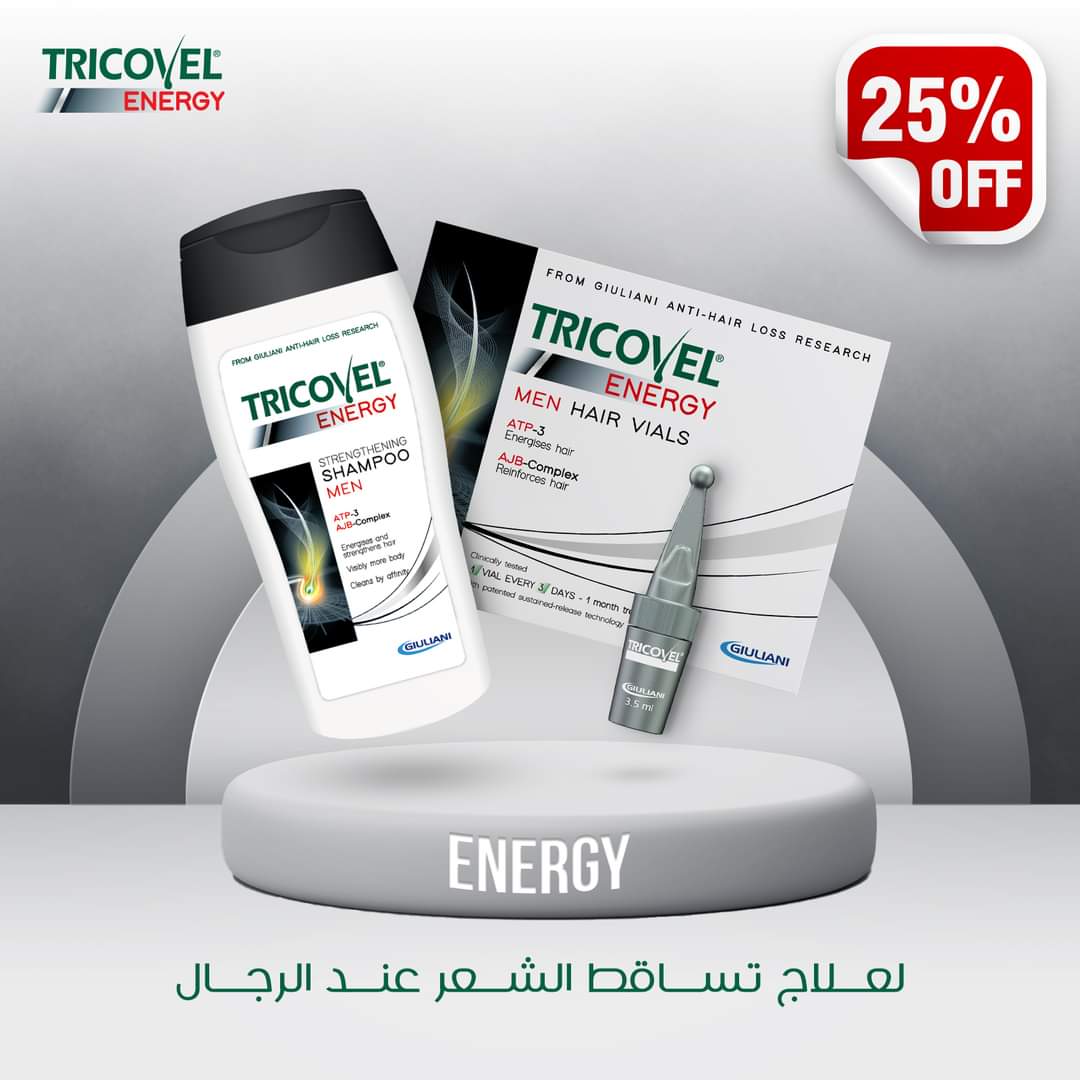 TRICOVEL®
ENERGY
25%
OFF
FROM GIULIANI ANTI-HAIR LOSS RESEARCH
TRICOVEL®
ENERGY
STRENGTHENING
SHAMPOO
MEN
ATP-3
AJB-Complex
Energises and
strengthens hair
Visibly more body
Cleans by affinity
GIULIANI
FROM GIULIANI ANTI-HAIR LOSS RESEARCH
TRICOVEL®
ENERGY
MEN HAIR VIALS
ATP-3
Energises hair
AJB-Complex
Reinforces hair
Clinically tested
1 VIAL EVERY 3 DAYS - 1 month
patented sustained-release technology
GIULIANI
TRICOVEL®
GIULIANI
3.5 ml
ENERGY
لعلاج تساقط الشعر عند الرجال